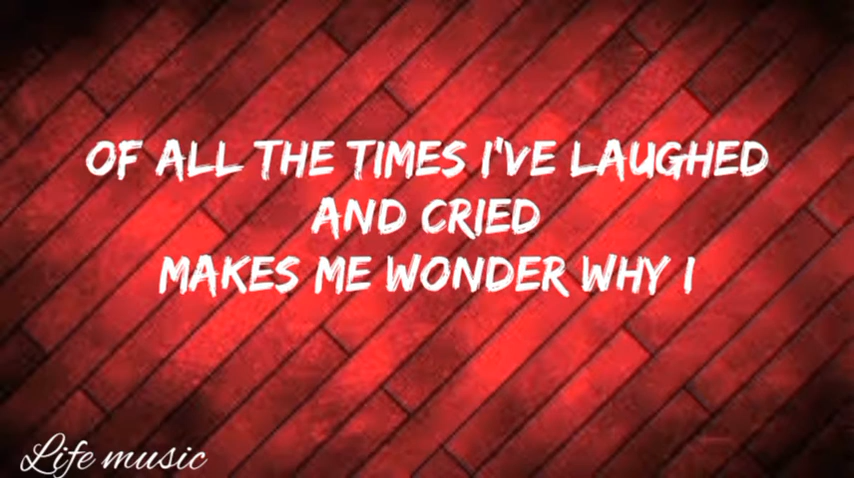 OF ALL THE TIMES I'VE LAUGHED
AND CRIED
MAKES ME WONDER WHY I
Life music